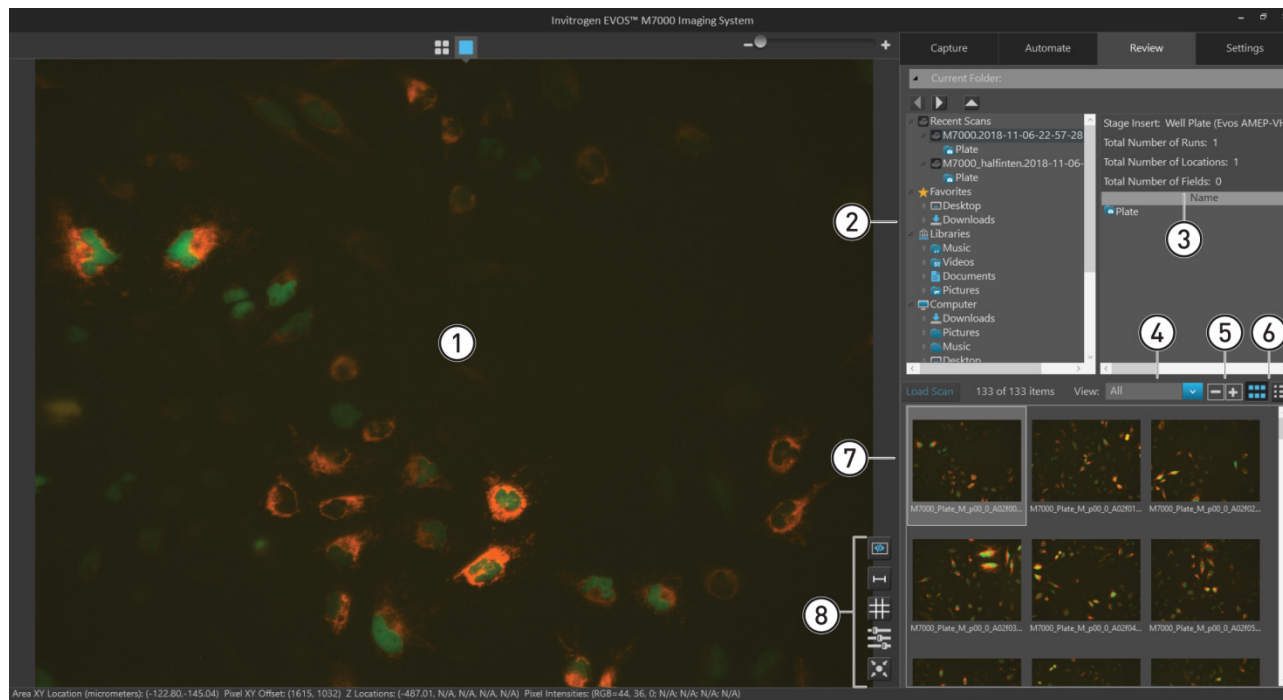 Invitrogen EVOS™ M7000 Imaging System
Capture
Automate
Review
Settings
Current Folder:
Recent Scans
M7000.2018-11-06-22-57-28
Plate
M7000_halfinten.2018-11-06-
Plate
Favorites
Desktop
Downloads
Libraries
Music
Videos
Documents
Pictures
Computer
Downloads
Pictures
Music
Desktop
Stage Insert: Well Plate (Evos AMEP-VH
Total Number of Runs: 1
Total Number of Locations: 1
Total Number of Fields: 0
Name
Plate
1
2
3
4
5
6
Load Scan 133 of 133 items View: All
7
M7000_Plate_M_p00_0_A02f00...
M7000_Plate_M_p00_0_A02f01...
M7000_Plate_M_p00_0_A02f02...
8
M7000_Plate_M_p00_0_A02f03...
M7000_Plate_M_p00_0_A02f04...
M7000_Plate_M_p00_0_A02f05...
Area XY Location (micrometers): (-122.80,-145.04) Pixel XY Offset: (1615, 1032) Z Locations: (-487.01, N/A, N/A, N/A, N/A) Pixel Intensities: (RGB=44, 36, 0; N/A; N/A; N/A; N/A)